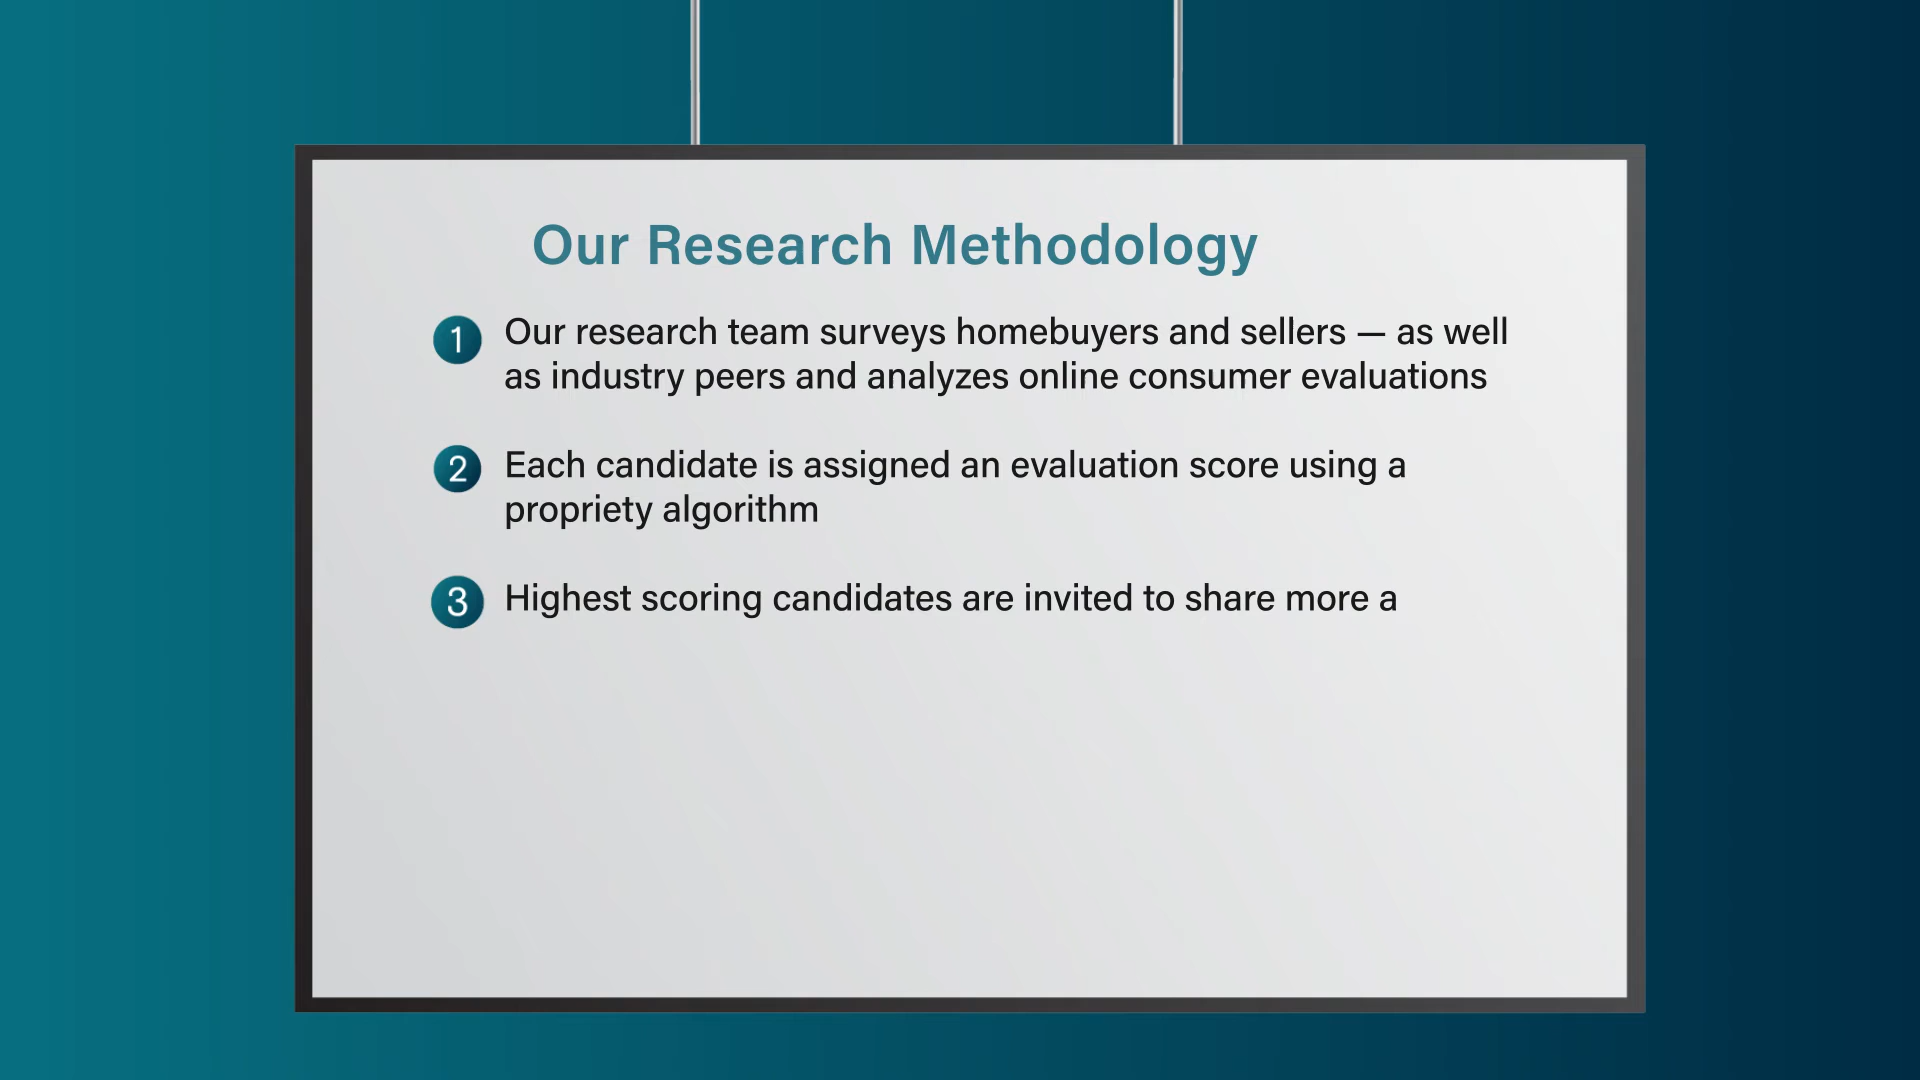 Our Research Methodology
1 Our research team surveys homebuyers and sellers — as well
as industry peers and analyzes online consumer evaluations
2 Each candidate is assigned an evaluation score using a
propriety algorithm
3 Highest scoring candidates are invited to share more a